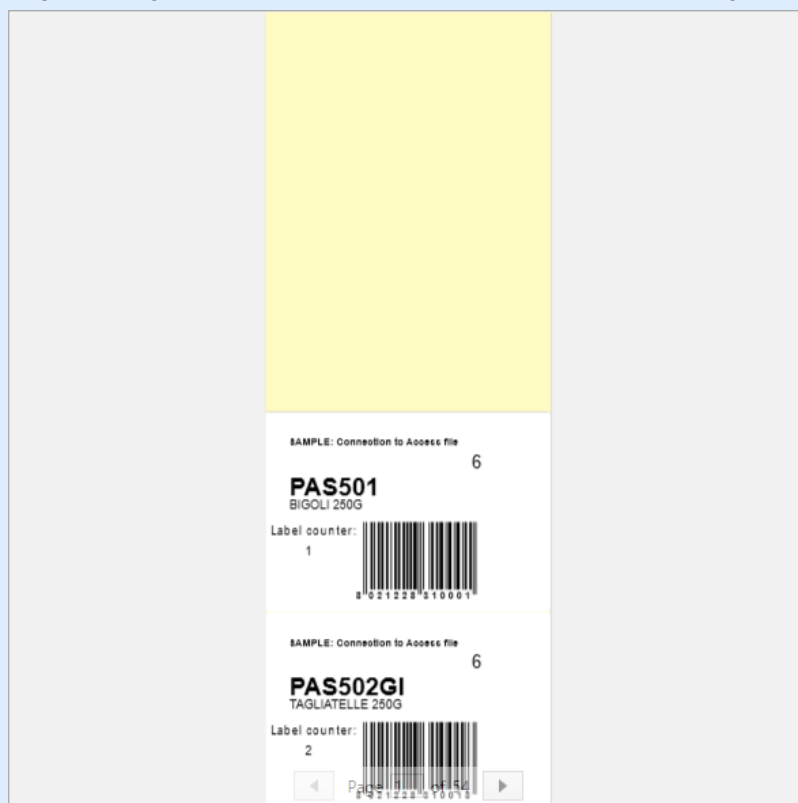 SAMPLE: Connection to Access file
6
PAS501
BIGOLI 250G
Label counter:
1
8 021228 310001
SAMPLE: Connection to Access file
6
PAS502GI
TAGLIATELLE 250G
Label counter:
2
Page 1 of 54